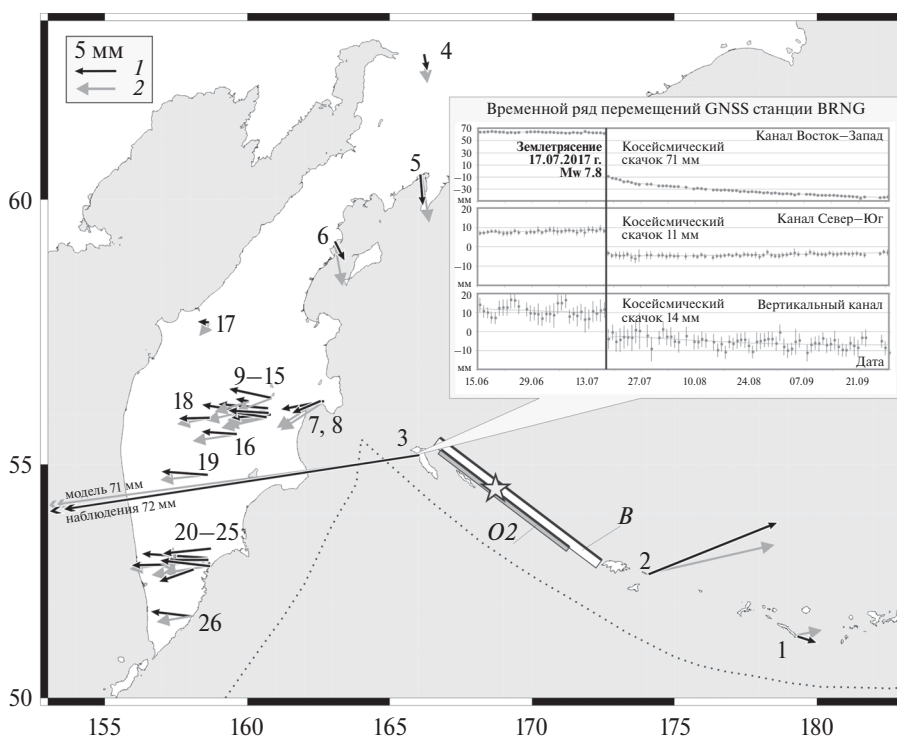 5 мм
1
2
4
Временной ряд перемещений GNSS станции BRNG
70
50
30
10
−10
−30
мм
Землетрясение
17.07.2017 г.
Mw 7.8
Канал Восток–Запад
Косейсмический
скачок 71 мм
20
10
0
−10
мм
Канал Север–Юг
Косейсмический
скачок 11 мм
20
10
0
−10
мм
Вертикальный канал
Косейсмический
скачок 14 мм
Дата
15.06 29.06 13.07 27.07 10.08 24.08 07.09 21.09
60
5
6
17
9–15
18
7, 8
16
3
55
19
модель 71 мм
наблюдения 72 мм
20–25
O2
B
2
26
1
50
155 160 165 170 175 180